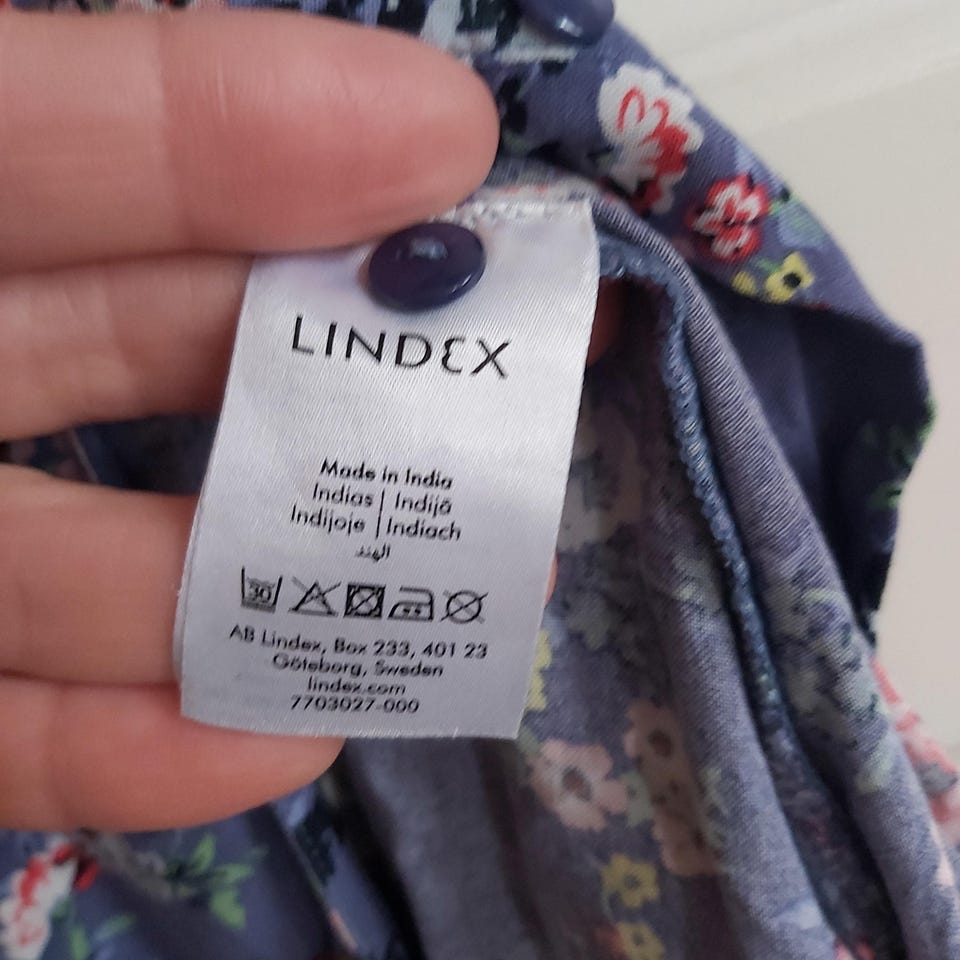 LINDEX
Made in India
Indias | Indijā
Indijoje | Indiach
الهند
30
AB Lindex, Box 233, 401 23
Göteborg, Sweden
lindex.com
7703027-000